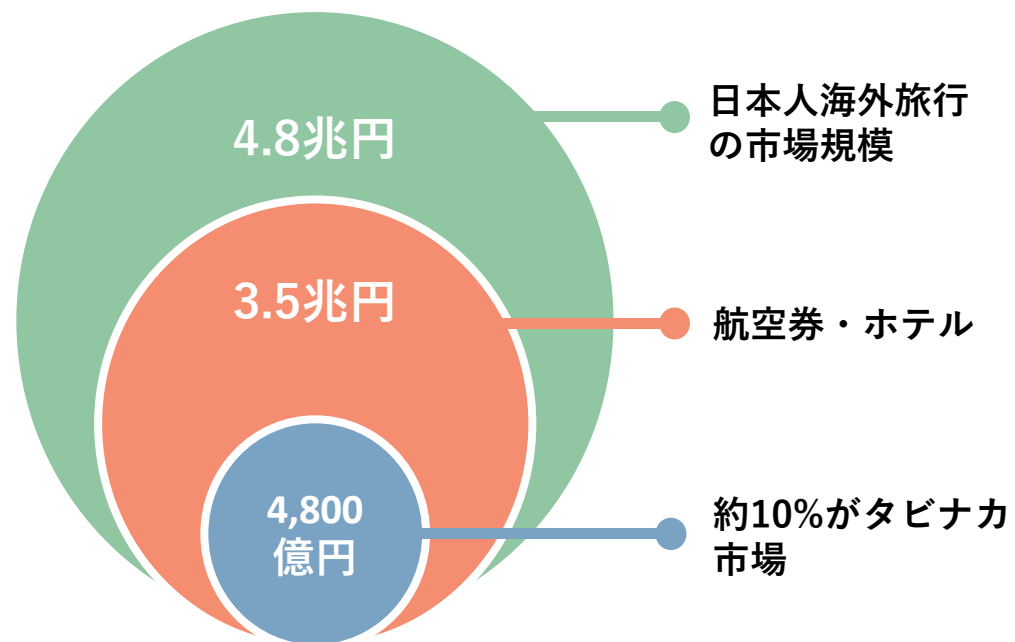 4.8兆円
日本人海外旅行
の市場規模
3.5兆円
航空券・ホテル
4,800
億円
約10%がタビナカ
市場